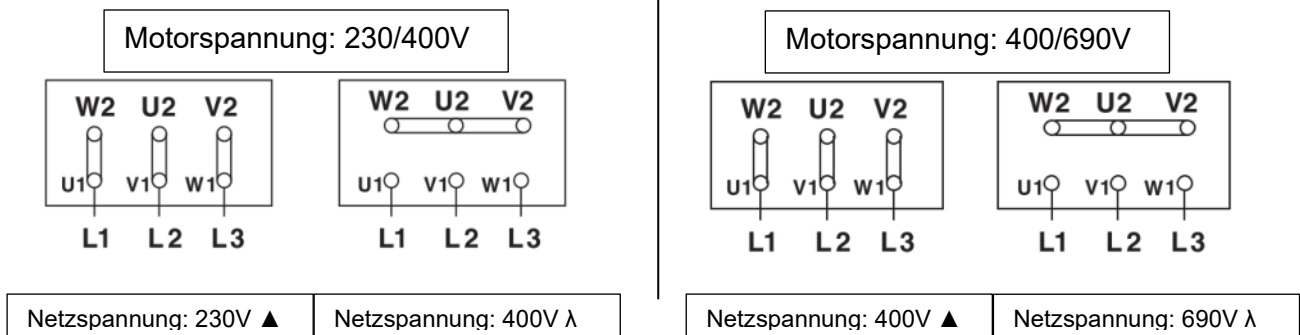 Motorspannung: 230/400V
W2 U2 V2
U1 V1 W1
L1 L2 L3
W2 U2 V2
U1 V1 W1
L1 L2 L3
Netzspannung: 230V ▲
Netzspannung: 400V λ
Motorspannung: 400/690V
W2 U2 V2
U1 V1 W1
L1 L2 L3
W2 U2 V2
U1 V1 W1
L1 L2 L3
Netzspannung: 400V ▲
Netzspannung: 690V λ